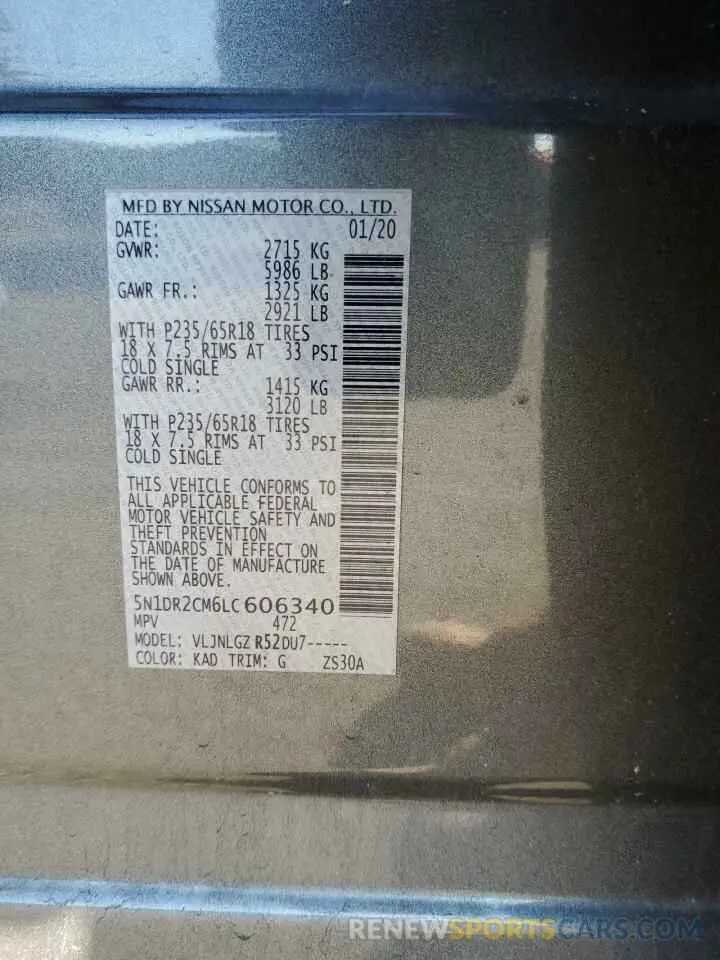 MFD BY NISSAN MOTOR CO., LTD.
DATE: 01/20
GVWR: 2715 KG
5986 LB
GAWR FR.: 1325 KG
2921 LB
WITH P235/65R18 TIRES
18 X 7.5 RIMS AT 33 PSI
COLD SINGLE
GAWR RR.: 1415 KG
3120 LB
WITH P235/65R18 TIRES
18 X 7.5 RIMS AT 33 PSI
COLD SINGLE
THIS VEHICLE CONFORMS TO
ALL APPLICABLE FEDERAL
MOTOR VEHICLE SAFETY AND
THEFT PREVENTION
STANDARDS IN EFFECT ON
THE DATE OF MANUFACTURE
SHOWN ABOVE.
5N1DR2CM6LC606340
MPV 472
MODEL: VLJNLGZ R52DU7-----
COLOR: KAD TRIM: G ZS30A
RENEWSPORTSCARS.COM